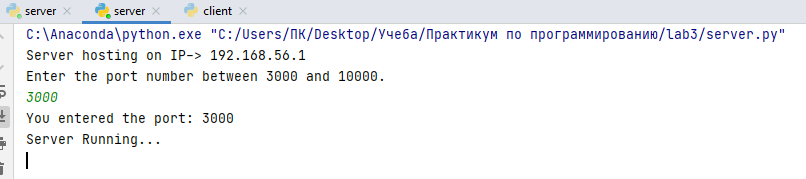 server server client
C:\Anaconda\python.exe "C:/Users/ПК/Desktop/Учеба/Практикум по программированию/lab3/server.py"
Server hosting on IP-> 192.168.56.1
Enter the port number between 3000 and 10000.
3000
You entered the port: 3000
Server Running...